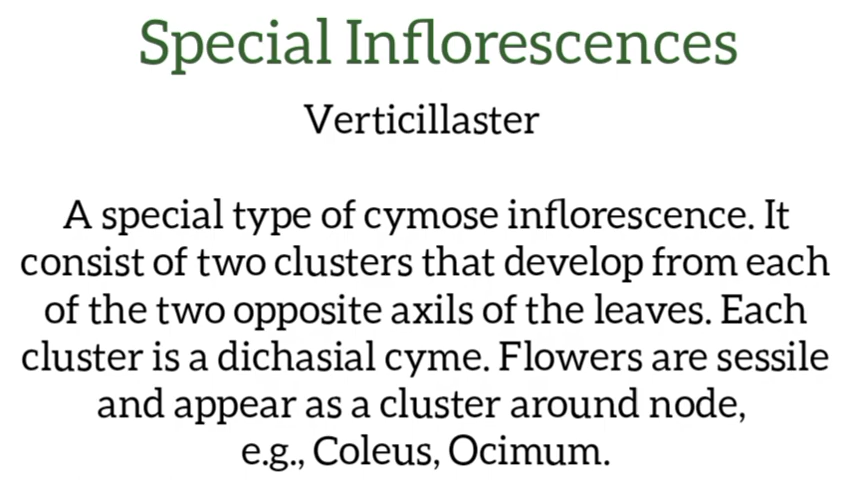 Special Inflorescences
Verticillaster
A special type of cymose inflorescence. It
consist of two clusters that develop from each
of the two opposite axils of the leaves. Each
cluster is a dichasial cyme. Flowers are sessile
and appear as a cluster around node,
e.g., Coleus, Ocimum.